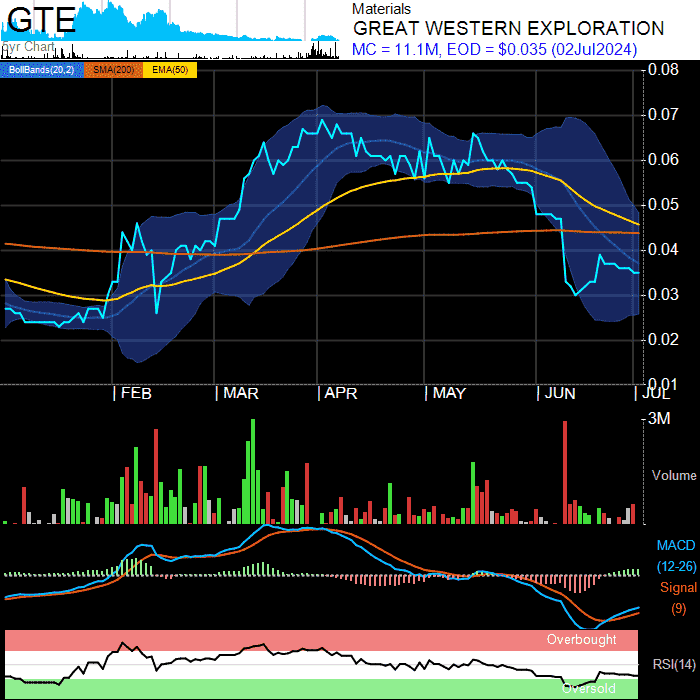 GTE
5yr Chart
Materials
GREAT WESTERN EXPLORATION
MC = 11.1M, EOD = $0.035 (02Jul2024)
BollBands(20,2) SMA(200) EMA(50)
0.08
0.07
0.06
0.05
0.04
0.03
0.02
0.01
FEB MAR APR MAY JUN JUL
3M
Volume
MACD
(12-26)
Signal
(9)
Overbought
RSI(14)
Oversold